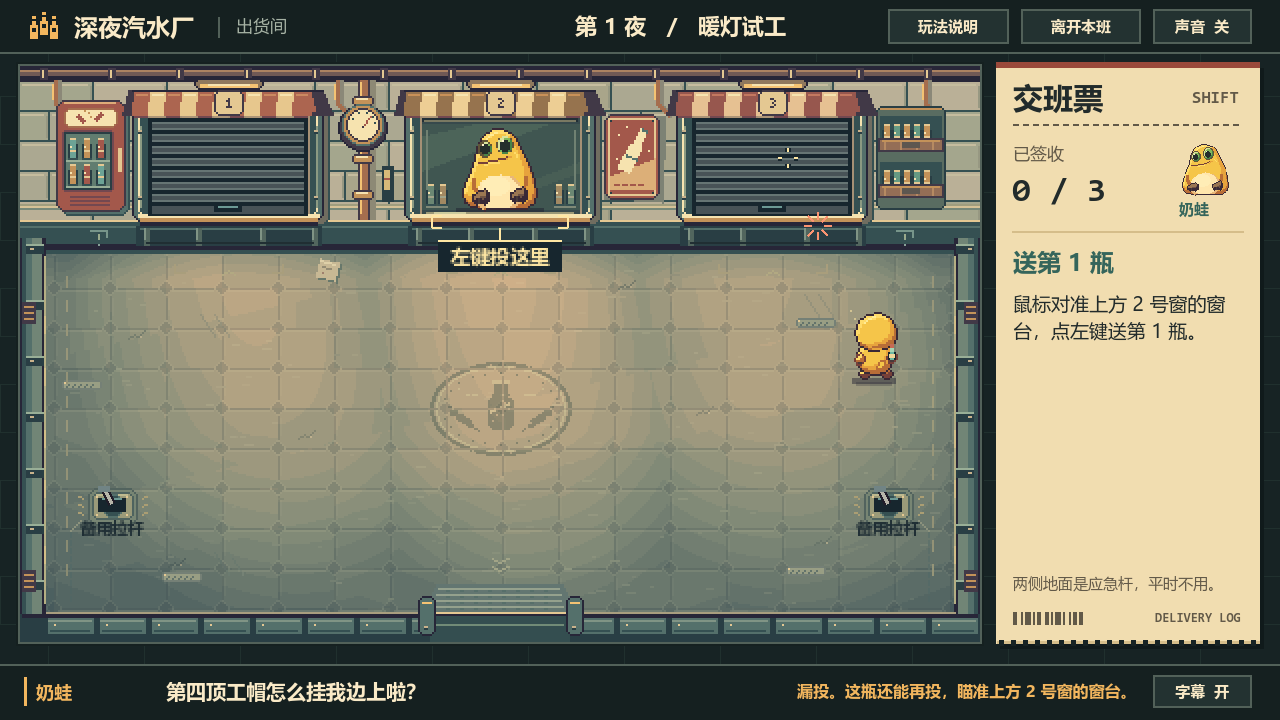 深夜汽水厂
出货间
第 1 夜 / 暖灯试工
玩法说明
离开本班
声音 关
1
2
3
左键投这里
备用拉杆
备用拉杆
交班票
SHIFT
已签收
0 / 3
奶蛙
送第 1 瓶
鼠标对准上方 2 号窗的窗
台，点左键送第 1 瓶。
两侧地面是应急杆，平时不用。
DELIVERY LOG
奶蛙
第四顶工帽怎么挂我边上啦？
漏投。这瓶还能再投，瞄准上方 2 号窗的窗台。
字幕 开